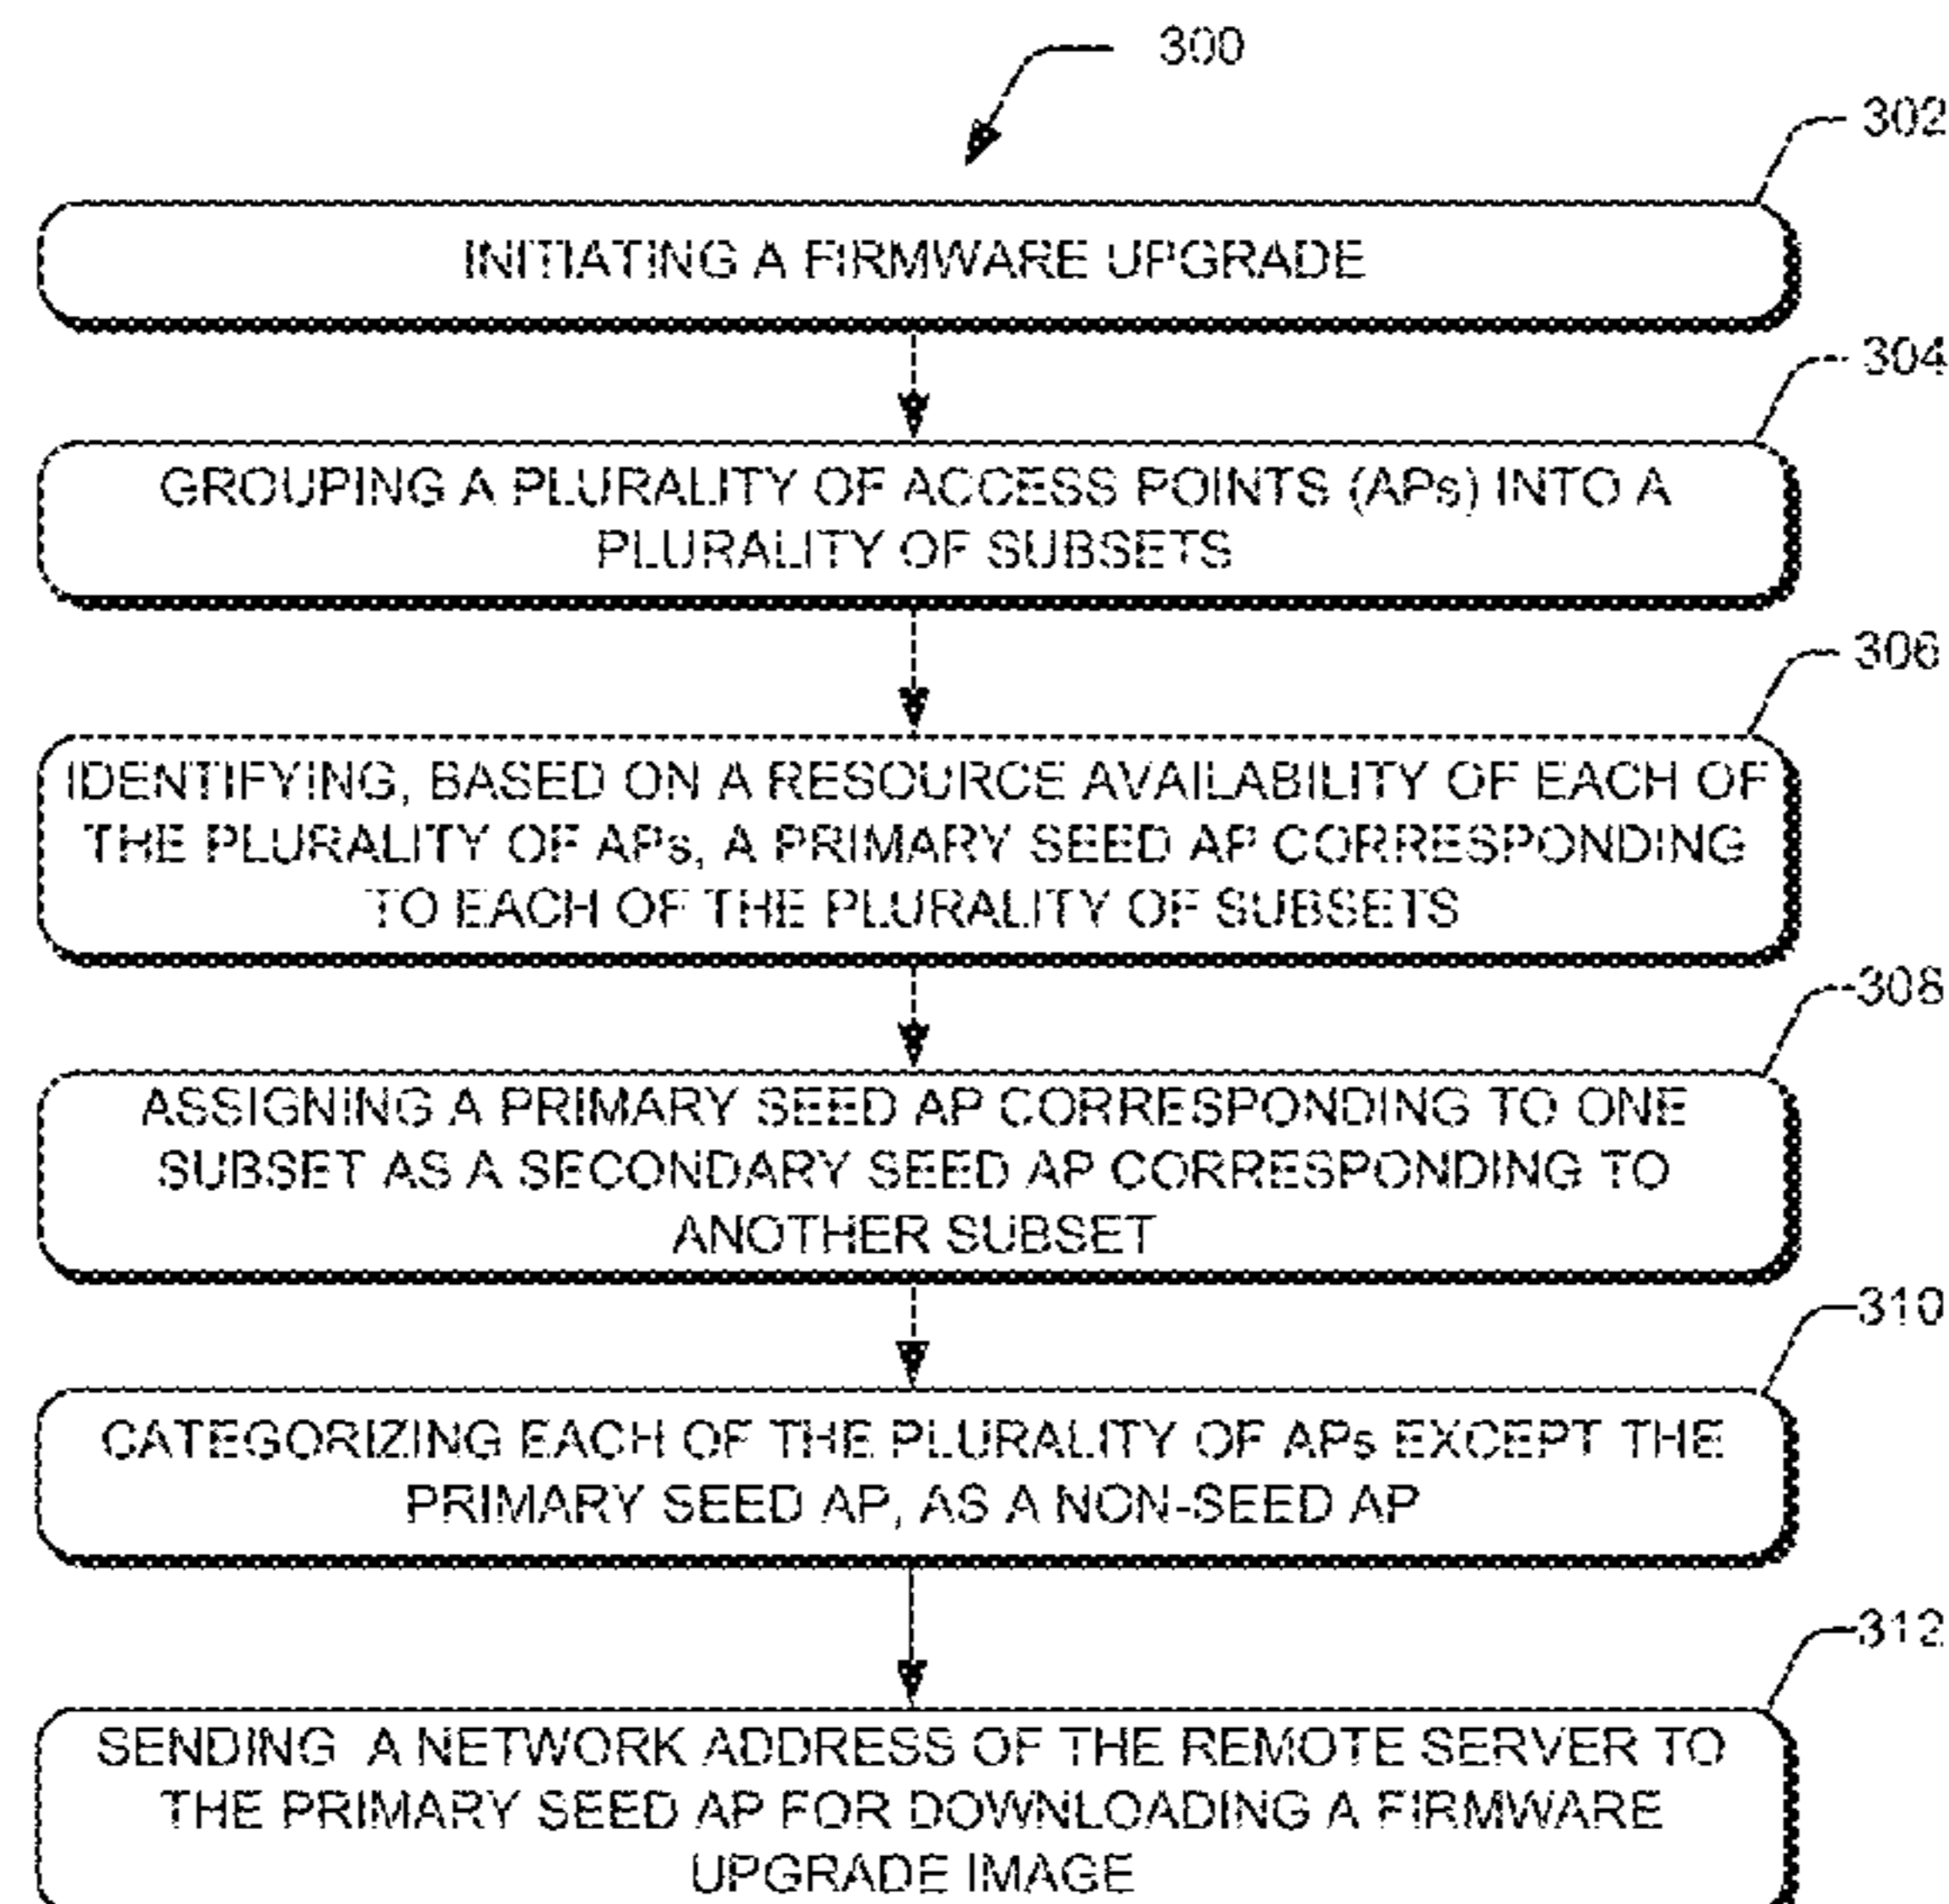 300
302
INITIATING A FIRMWARE UPGRADE
304
GROUPING A PLURALITY OF ACCESS POINTS (APs) INTO A
PLURALITY OF SUBSETS
306
IDENTIFYING, BASED ON A RESOURCE AVAILABILITY OF EACH OF
THE PLURALITY OF APs, A PRIMARY SEED AP CORRESPONDING
TO EACH OF THE PLURALITY OF SUBSETS
308
ASSIGNING A PRIMARY SEED AP CORRESPONDING TO ONE
SUBSET AS A SECONDARY SEED AP CORRESPONDING TO
ANOTHER SUBSET
310
CATEGORIZING EACH OF THE PLURALITY OF APs EXCEPT THE
PRIMARY SEED AP, AS A NON-SEED AP
312
SENDING A NETWORK ADDRESS OF THE REMOTE SERVER TO
THE PRIMARY SEED AP FOR DOWNLOADING A FIRMWARE
UPGRADE IMAGE